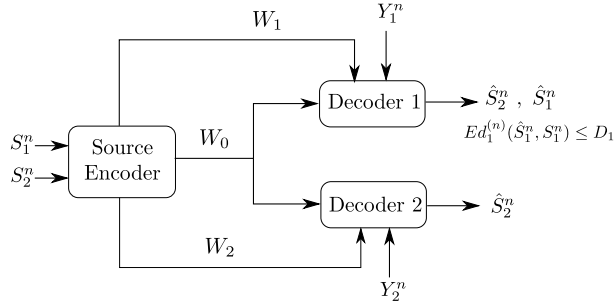 W_1
Y_1^n
Decoder 1
Ŝ_2^n , Ŝ_1^n
Ed_1^{(n)}(Ŝ_1^n, S_1^n) ≤ D_1
S_1^n
S_2^n
Source
Encoder
W_0
Decoder 2
Ŝ_2^n
W_2
Y_2^n